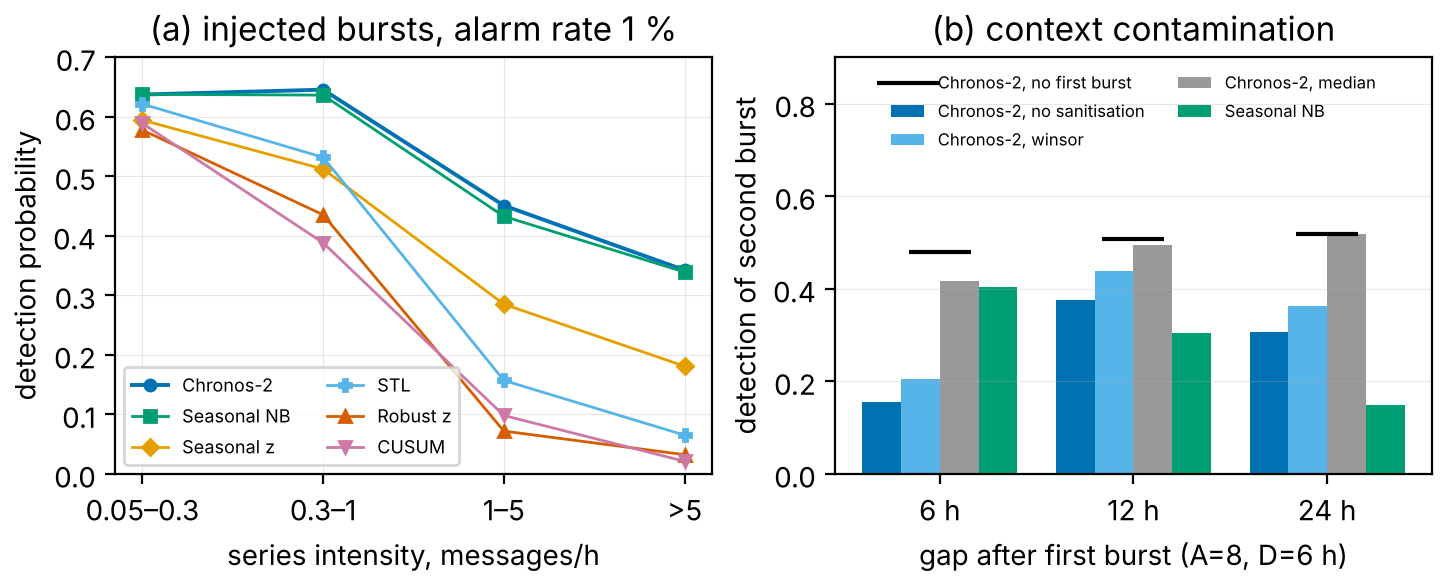 (a) injected bursts, alarm rate 1 %
detection probability
0.7
0.6
0.5
0.4
0.3
0.2
0.1
0.0
Chronos-2
Seasonal NB
Seasonal z
STL
Robust z
CUSUM
0.05–0.3
0.3–1
1–5
>5
series intensity, messages/h
(b) context contamination
detection of second burst
0.8
0.6
0.4
0.2
0.0
Chronos-2, no first burst
Chronos-2, no sanitisation
Chronos-2, winsor
Chronos-2, median
Seasonal NB
6 h
12 h
24 h
gap after first burst (A=8, D=6 h)